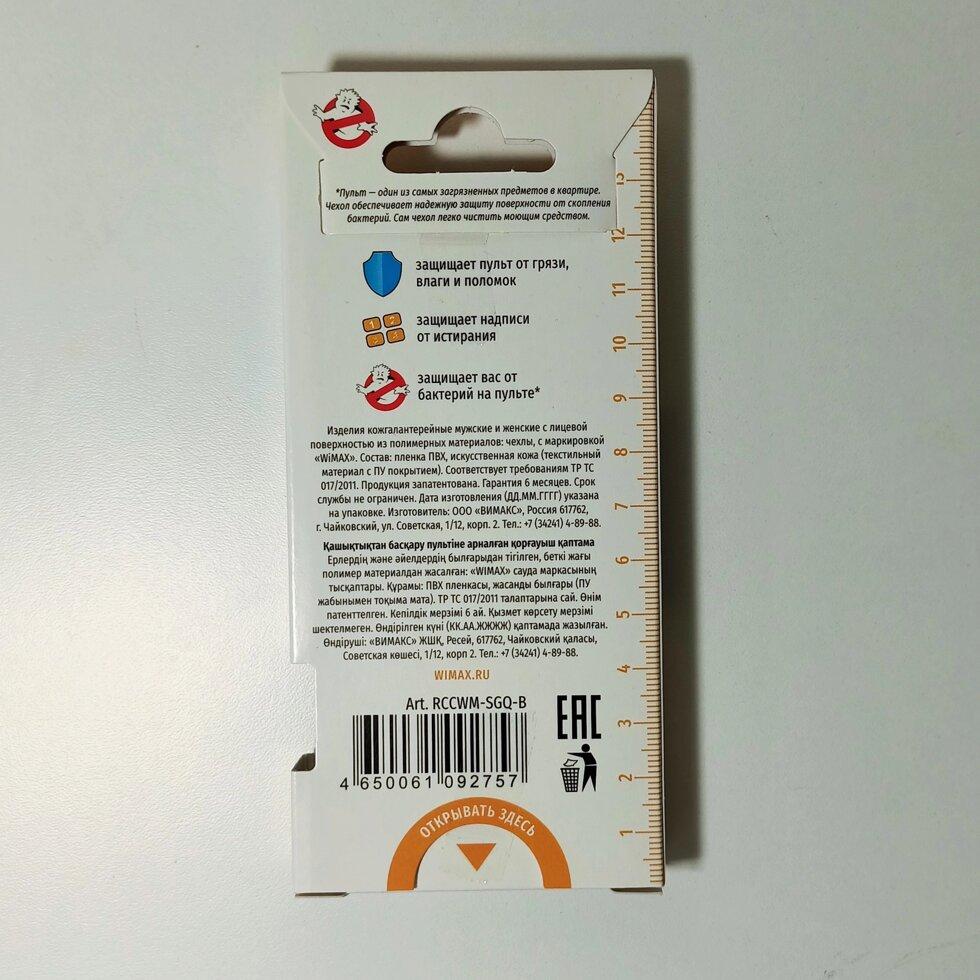 *Пульт — один из самых загрязненных предметов в квартире.
Чехол обеспечивает надежную защиту поверхности от скопления
бактерий. Сам чехол легко чистить моющим средством.
защищает пульт от грязи,
влаги и поломок
1 2
защищает надписи
от истирания
защищает вас от
бактерий на пульте*
Изделия кожгалантерейные мужские и женские с лицевой
поверхностью из полимерных материалов: чехлы, с маркировкой
«WiMAX». Состав: пленка ПВХ, искусственная кожа (текстильный
материал с ПУ покрытием). Соответствует требованиям ТР ТС
017/2011. Продукция запатентована. Гарантия 6 месяцев. Срок
службы не ограничен. Дата изготовления (ДД.ММ.ГГГГ) указана
на упаковке. Изготовитель: ООО «ВИМАКС», Россия 617762,
г. Чайковский, ул. Советская, 1/12, корп. 2. Тел.: +7 (34241) 4-89-88.
Қашықтықтан басқару пультіне арналған қорғауыш қаптама
Ерлердің және әйелдердің былғарыдан тігілген, беткі жағы
полимер материалдан жасалған: «WIMAX» сауда маркасының
тысқаптары. Құрамы: ПВХ пленкасы, жасанды былғары (ПУ
жабынымен тоқыма мата). ТР ТС 017/2011 талаптарына сай. Өнім
патенттелген. Кепілдік мерзімі 6 ай. Қызмет көрсету мерзімі
шектелмеген. Өндірілген күні (КК.АА.ЖЖЖЖ) қаптамада жазылған.
Өндіруші: «ВИМАКС» ЖШҚ, Ресей, 617762, Чайковский қаласы,
Советская көшесі, 1/12, корп 2. Тел.: +7 (34241) 4-89-88.
WIMAX.RU
Art. RCCWM-SGQ-B
EAC
4 650061 092757
ОТКРЫВАТЬ ЗДЕСЬ
13
12
11
10
9
8
7
6
5
4
3
2
1